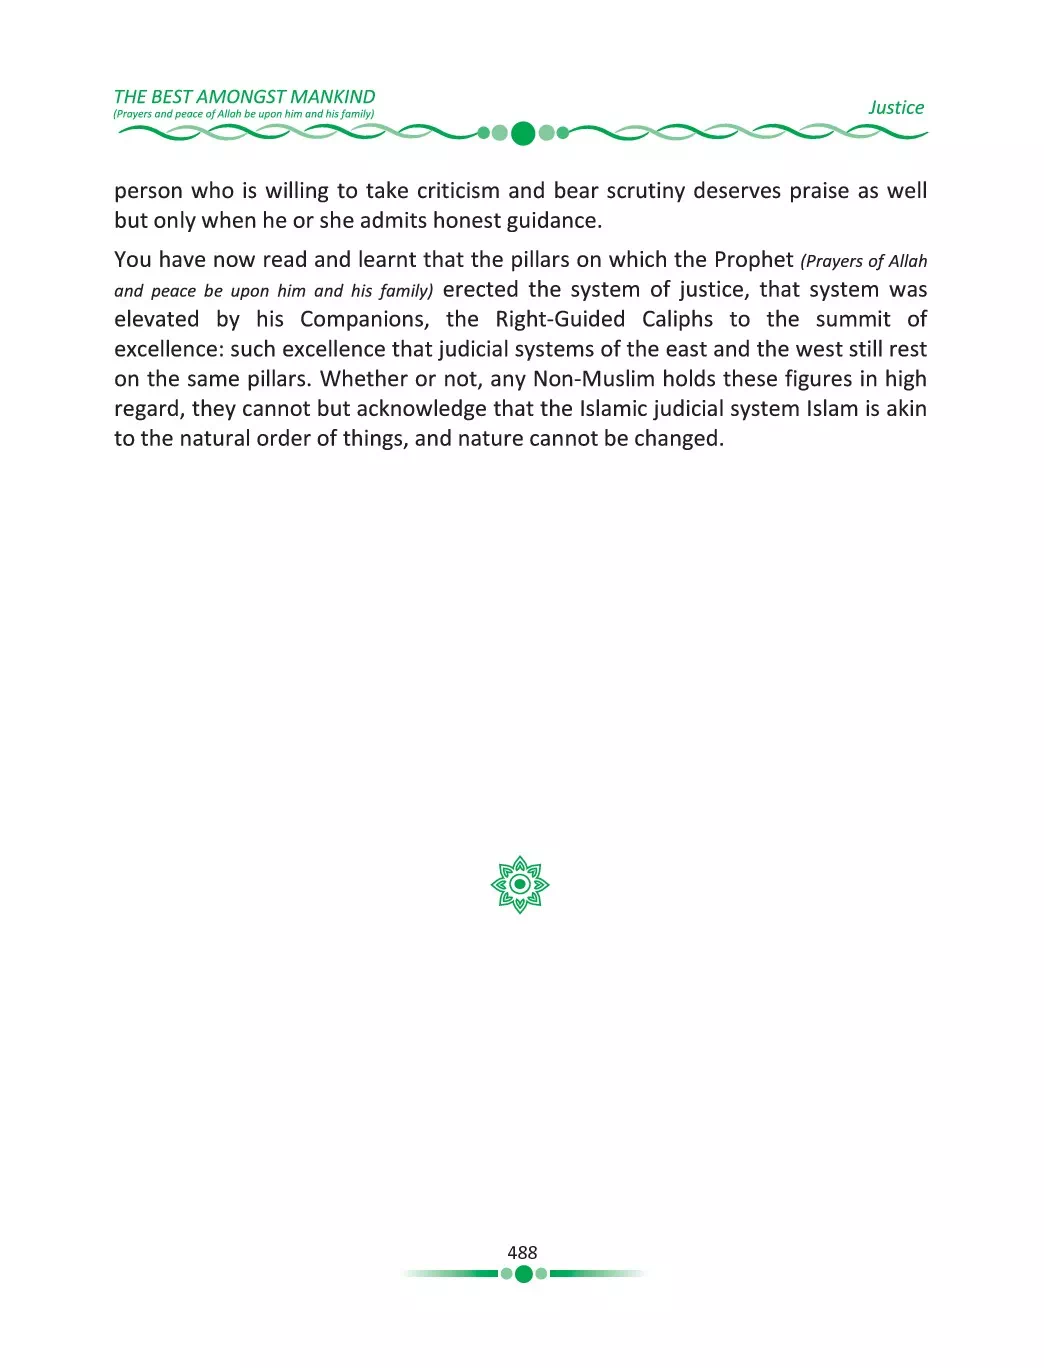 THE BEST AMONGST MANKIND
(Prayers and peace of Allah be upon him and his family)
Justice
person who is willing to take criticism and bear scrutiny deserves praise as well
but only when he or she admits honest guidance.
You have now read and learnt that the pillars on which the Prophet (Prayers of Allah
and peace be upon him and his family) erected the system of justice, that system was
elevated by his Companions, the Right-Guided Caliphs to the summit of
excellence: such excellence that judicial systems of the east and the west still rest
on the same pillars. Whether or not, any Non-Muslim holds these figures in high
regard, they cannot but acknowledge that the Islamic judicial system Islam is akin
to the natural order of things, and nature cannot be changed.
488